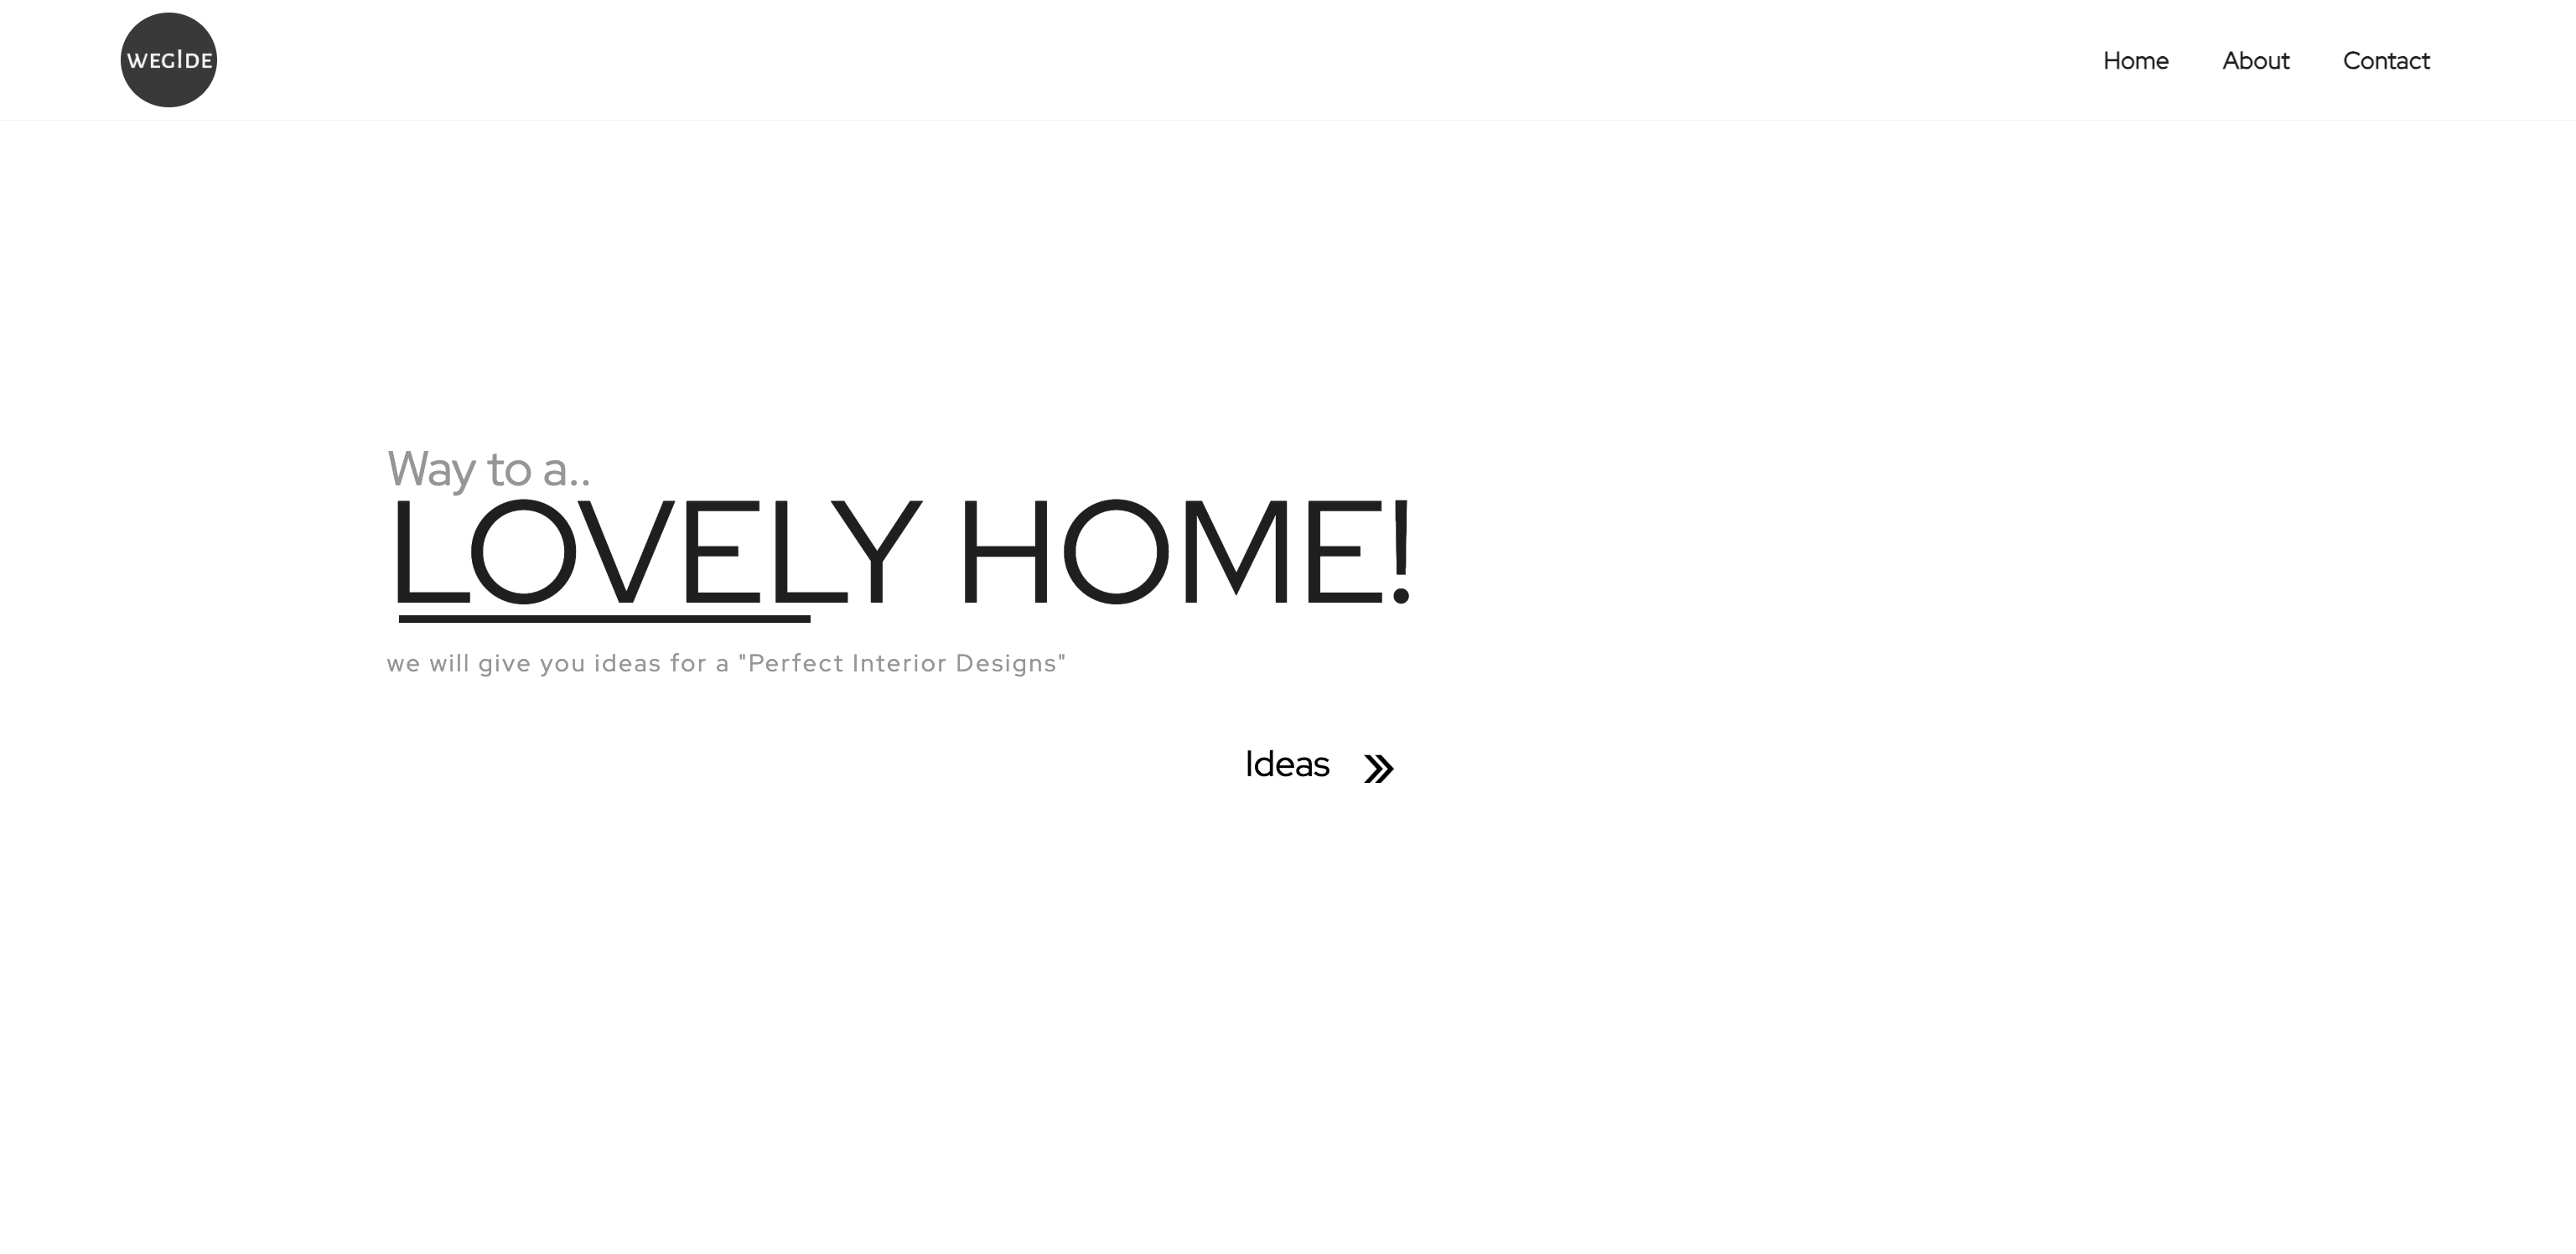 WEGIDE
Home About Contact
Way to a..
LOVELY HOME!
we will give you ideas for a "Perfect Interior Designs"
Ideas »